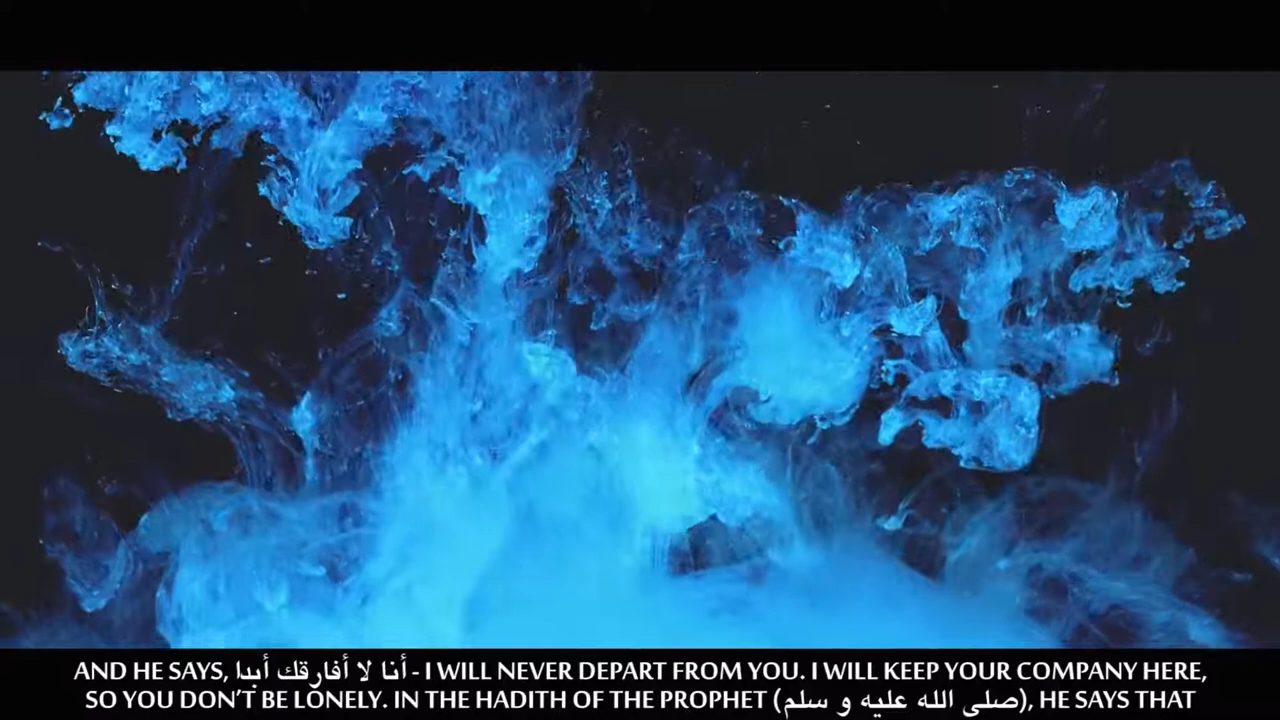 AND HE SAYS, أنا لا أفارقك أبدا - I WILL NEVER DEPART FROM YOU. I WILL KEEP YOUR COMPANY HERE,
SO YOU DON'T BE LONELY. IN THE HADITH OF THE PROPHET (صلى الله عليه و سلم), HE SAYS THAT